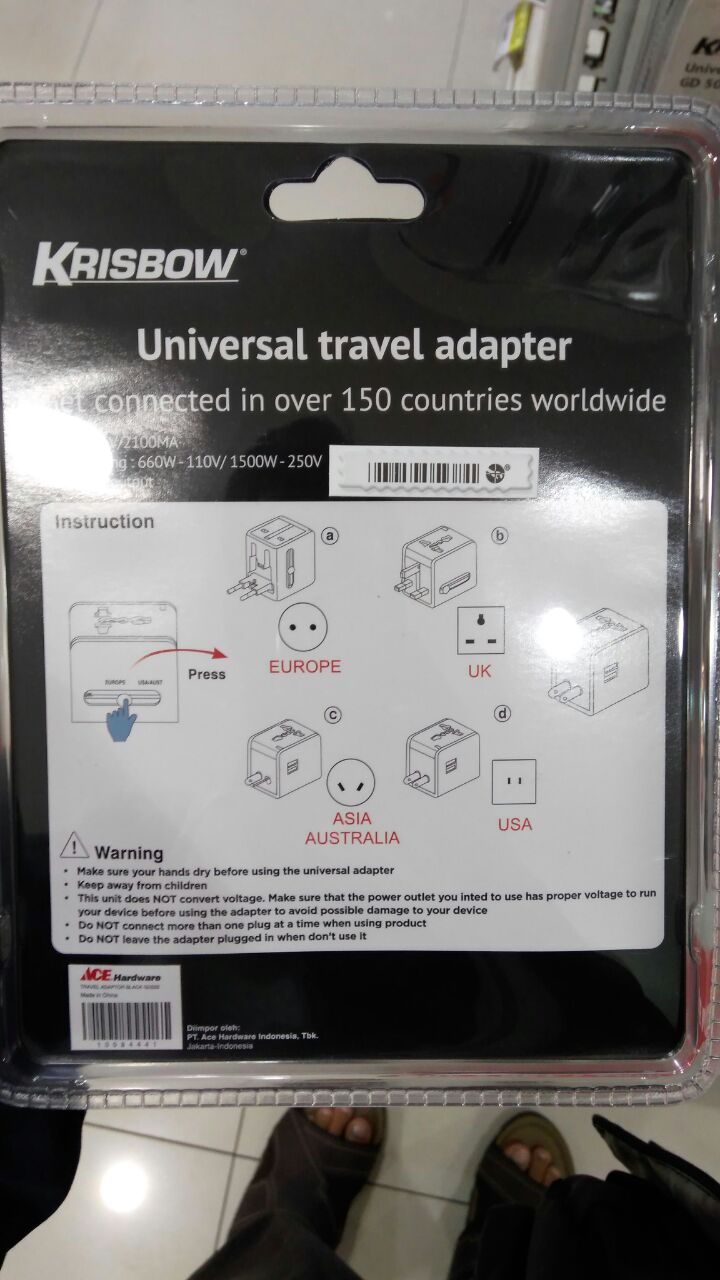 KRISBOW®
Universal travel adapter
connected in over 150 countries worldwide
/2100MA
: 660W - 110V/ 1500W - 250V
Instruction
a
b
EUROPE USA/AUST
Press
EUROPE
UK
c
d
ASIA
AUSTRALIA
USA
Warning
• Make sure your hands dry before using the universal adapter
• Keep away from children
• This unit does NOT convert voltage. Make sure that the power outlet you inted to use has proper voltage to run
your device before using the adapter to avoid possible damage to your device
• Do NOT connect more than one plug at a time when using product
• Do NOT leave the adapter plugged in when don't use it
ACE Hardware
TRAVEL ADAPTOR BLACK
Made in China
10584441
Diimpor oleh:
PT. Ace Hardware Indonesia, Tbk.
Jakarta-Indonesia